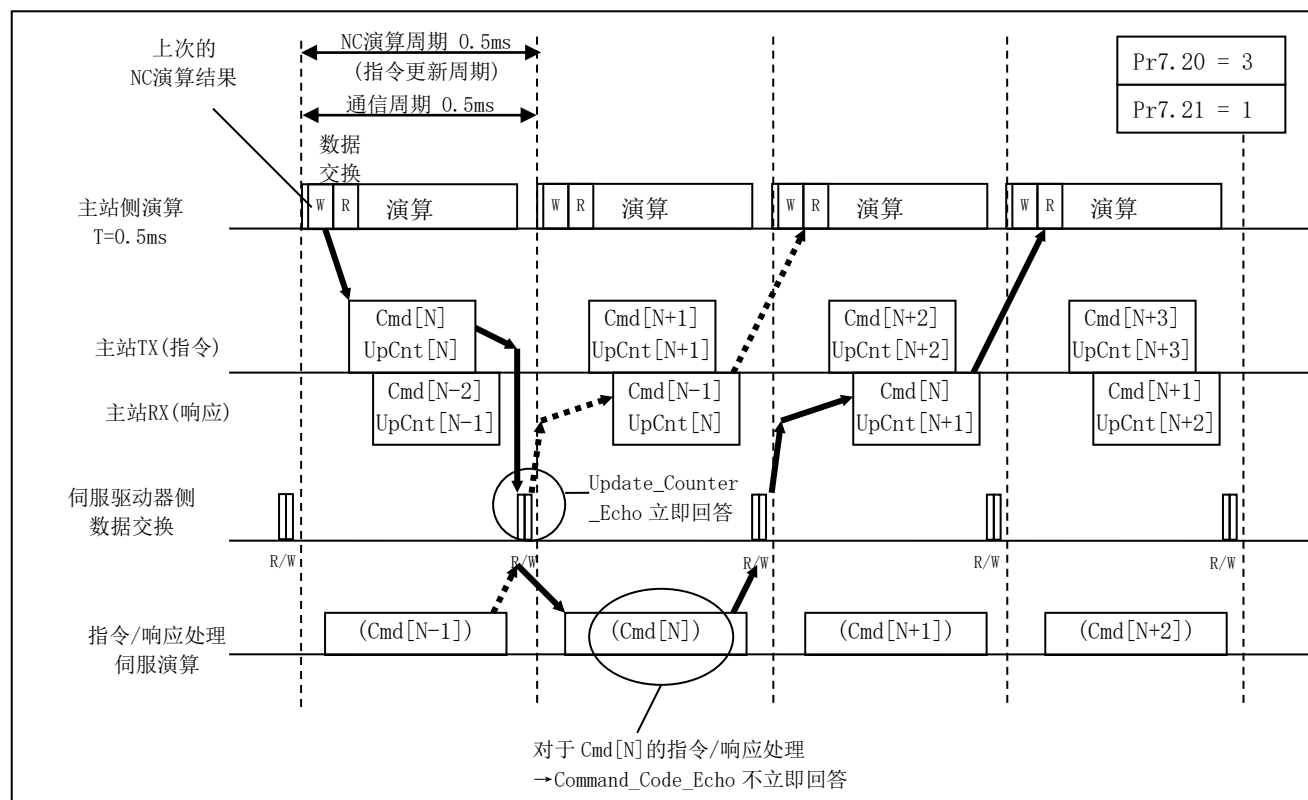 上次的
NC演算结果
NC演算周期 0.5ms
(指令更新周期)
通信周期 0.5ms
Pr7.20 = 3
Pr7.21 = 1
数据
交换
主站侧演算
T=0.5ms
W R 演算 W R 演算 W R 演算 W R 演算
主站TX(指令)
Cmd[N] Cmd[N+1] Cmd[N+2] Cmd[N+3]
UpCnt[N] UpCnt[N+1] UpCnt[N+2] UpCnt[N+3]
主站RX(响应)
Cmd[N-2] Cmd[N-1] Cmd[N] Cmd[N+1]
UpCnt[N-1] UpCnt[N] UpCnt[N+1] UpCnt[N+2]
伺服驱动器侧
数据交换
Update_Counter
_Echo 立即回答
R/W R/W R/W R/W R/W
指令/响应处理
伺服演算
(Cmd[N-1]) (Cmd[N]) (Cmd[N+1]) (Cmd[N+2])
对于 Cmd[N]的指令/响应处理
→Command_Code_Echo 不立即回答